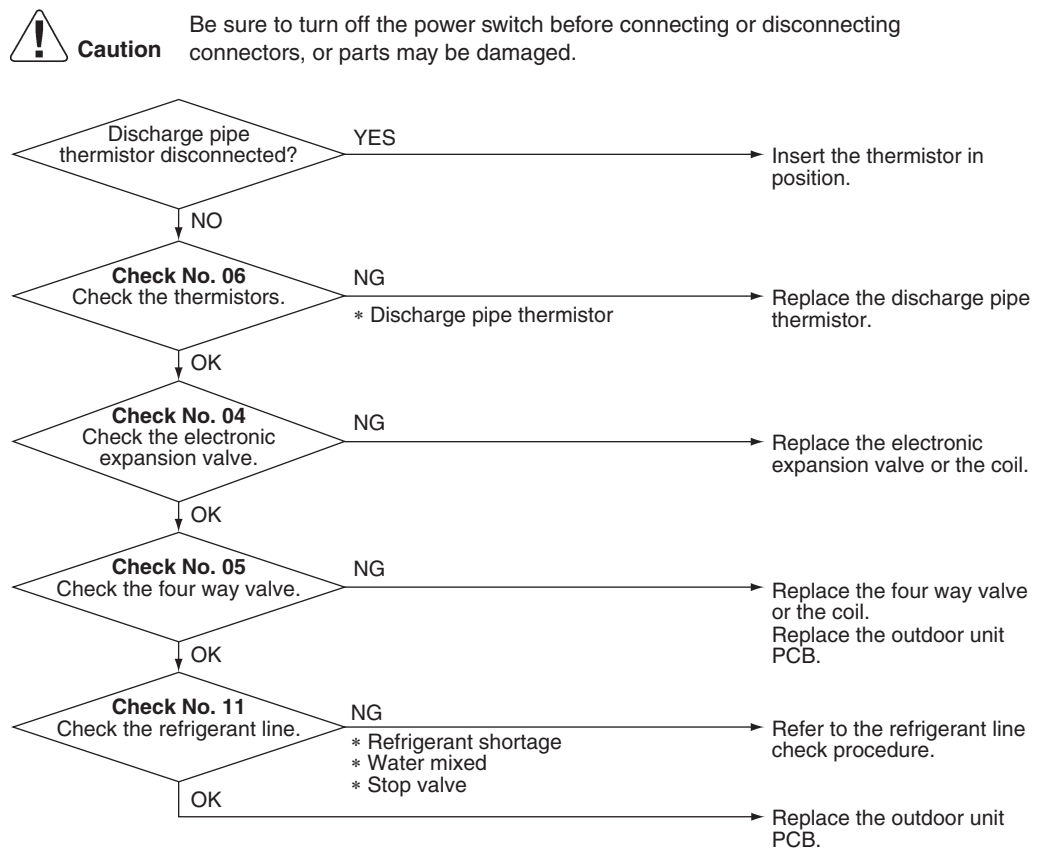 Caution
Be sure to turn off the power switch before connecting or disconnecting
connectors, or parts may be damaged.
Discharge pipe
thermistor disconnected?
YES
Insert the thermistor in
position.
NO
Check No. 06
Check the thermistors.
NG
* Discharge pipe thermistor
Replace the discharge pipe
thermistor.
OK
Check No. 04
Check the electronic
expansion valve.
NG
Replace the electronic
expansion valve or the coil.
OK
Check No. 05
Check the four way valve.
NG
Replace the four way valve
or the coil.
Replace the outdoor unit
PCB.
OK
Check No. 11
Check the refrigerant line.
NG
* Refrigerant shortage
* Water mixed
* Stop valve
Refer to the refrigerant line
check procedure.
OK
Replace the outdoor unit
PCB.